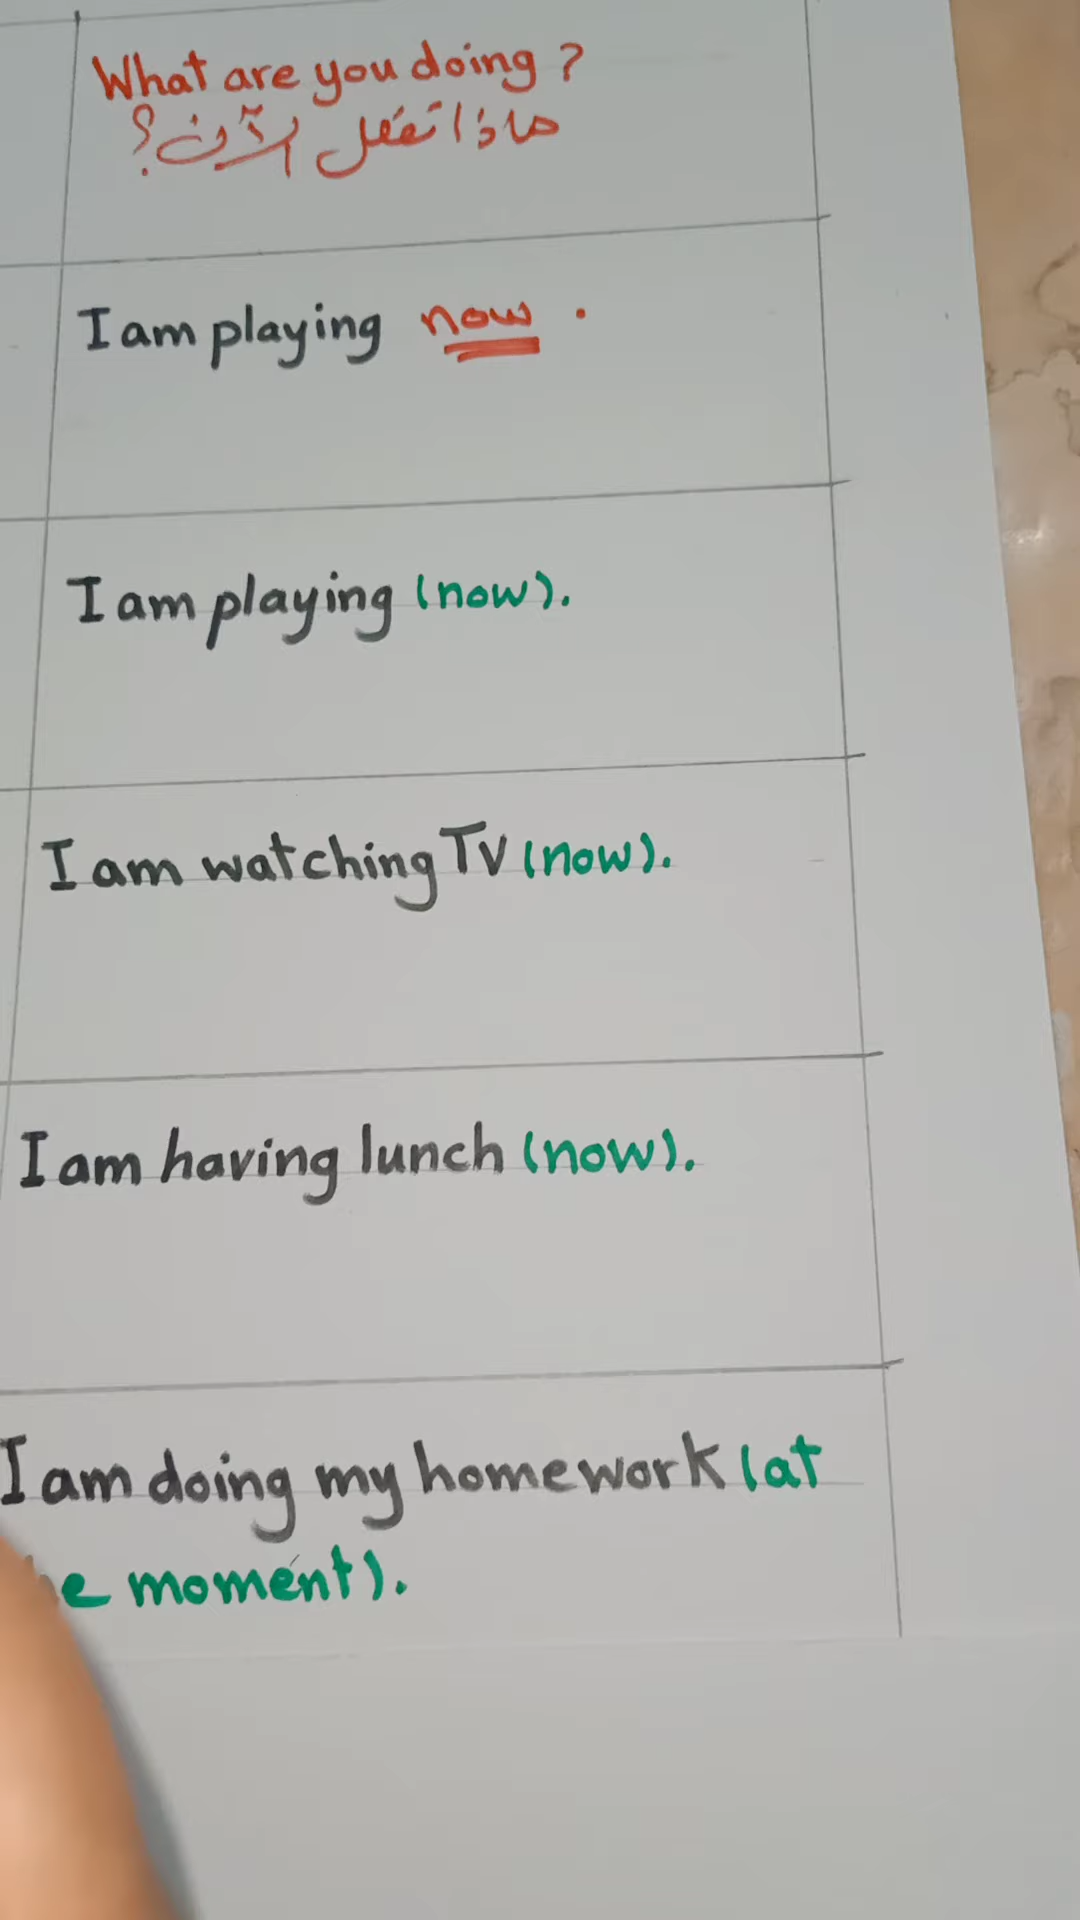 What are you doing ?
ماذا تفعل الآن؟
I am playing now .
I am playing (now).
I am watching TV (now).
I am having lunch (now).
I am doing my homework (at
moment).